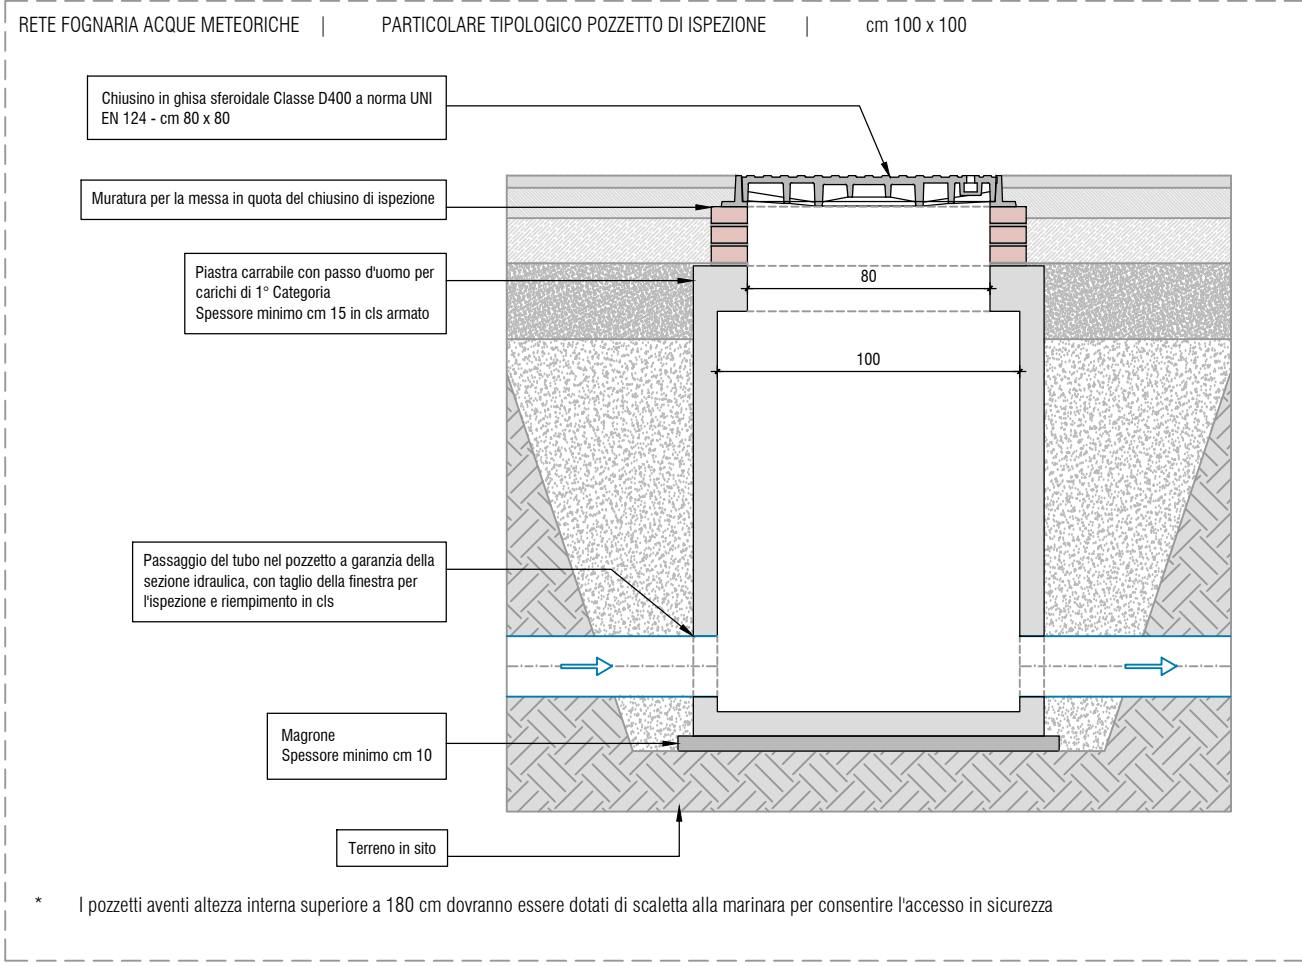 RETE FOGNARIA ACQUE METEORICHE | PARTICOLARE TIPOLOGICO POZZETTO DI ISPEZIONE | cm 100 x 100
Chiusino in ghisa sferoidale Classe D400 a norma UNI
EN 124 - cm 80 x 80
Muratura per la messa in quota del chiusino di ispezione
Piastra carrabile con passo d'uomo per
carichi di 1° Categoria
Spessore minimo cm 15 in cls armato
80
100
Passaggio del tubo nel pozzetto a garanzia della
sezione idraulica, con taglio della finestra per
l'ispezione e riempimento in cls
Magrone
Spessore minimo cm 10
Terreno in sito
* I pozzetti aventi altezza interna superiore a 180 cm dovranno essere dotati di scaletta alla marinara per consentire l'accesso in sicurezza